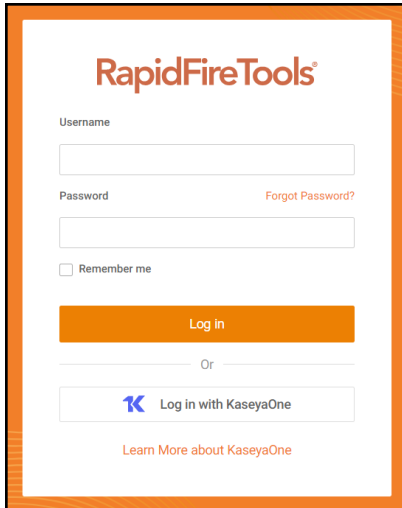 RapidFireTools®
Username
Password Forgot Password?
Remember me
Log in
Or
Log in with KaseyaOne
Learn More about KaseyaOne